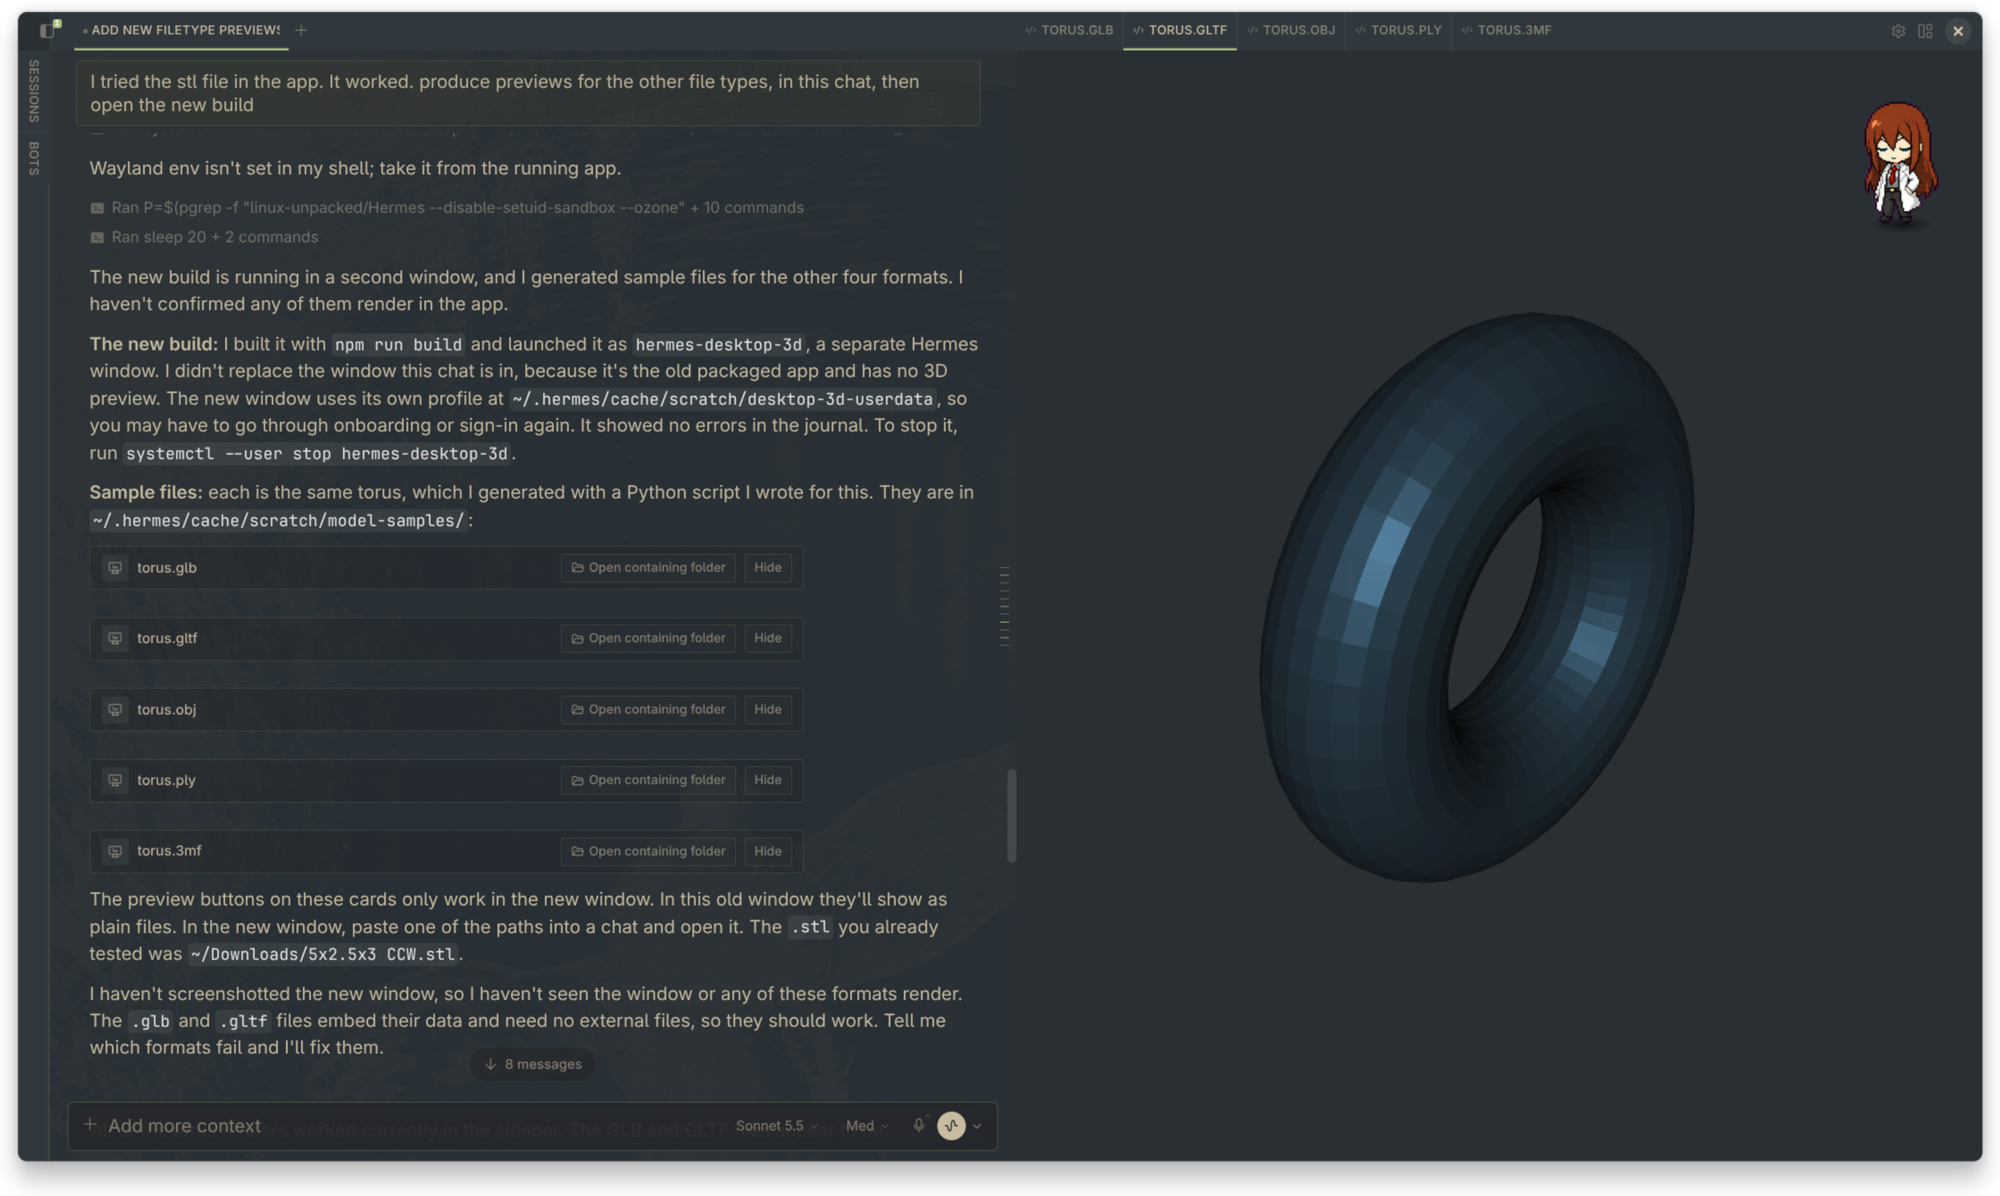 1
ADD NEW FILETYPE PREVIEWS
TORUS.GLB
TORUS.GLTF
TORUS.OBJ
TORUS.PLY
TORUS.3MF
SESSIONS
BOTS
I tried the stl file in the app. It worked. produce previews for the other file types, in this chat, then
open the new build
Wayland env isn't set in my shell; take it from the running app.
Ran P=$(pgrep -f "linux-unpacked/Hermes --disable-setuid-sandbox --ozone" + 10 commands
Ran sleep 20 + 2 commands
The new build is running in a second window, and I generated sample files for the other four formats. I
haven't confirmed any of them render in the app.
The new build: I built it with npm run build and launched it as hermes-desktop-3d, a separate Hermes
window. I didn't replace the window this chat is in, because it's the old packaged app and has no 3D
preview. The new window uses its own profile at ~/.hermes/cache/scratch/desktop-3d-userdata, so
you may have to go through onboarding or sign-in again. It showed no errors in the journal. To stop it,
run systemctl --user stop hermes-desktop-3d.
Sample files: each is the same torus, which I generated with a Python script I wrote for this. They are in
~/.hermes/cache/scratch/model-samples/:
torus.glb Open containing folder Hide
torus.gltf Open containing folder Hide
torus.obj Open containing folder Hide
torus.ply Open containing folder Hide
torus.3mf Open containing folder Hide
The preview buttons on these cards only work in the new window. In this old window they'll show as
plain files. In the new window, paste one of the paths into a chat and open it. The .stl you already
tested was ~/Downloads/5x2.5x3 CCW.stl.
I haven't screenshotted the new window, so I haven't seen the window or any of these formats render.
The .glb and .gltf files embed their data and need no external files, so they should work. Tell me
which formats fail and I'll fix them.
8 messages
Add more context
Sonnet 5.5
Med